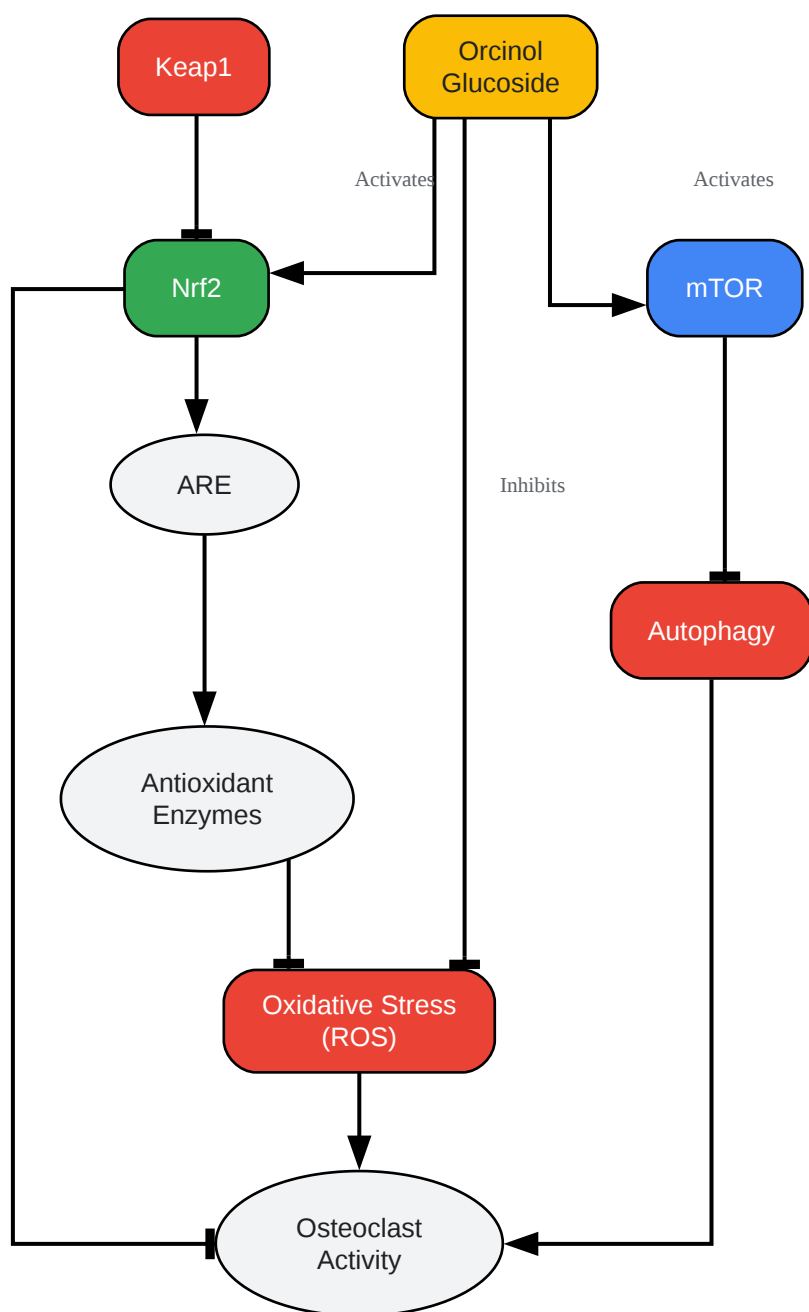 Keap1
Orcinol
Glucoside
Activates
Activates
Nrf2
mTOR
ARE
Inhibits
Autophagy
Antioxidant
Enzymes
Oxidative Stress
(ROS)
Osteoclast
Activity